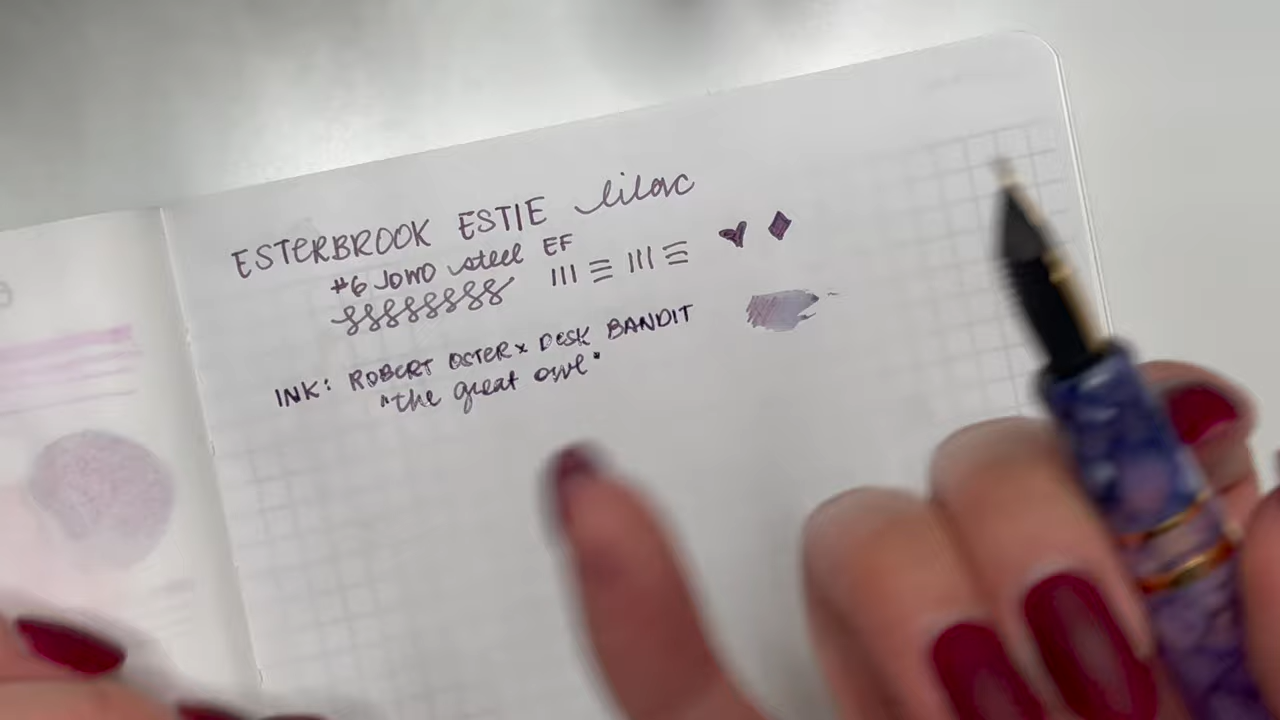 ESTERBROOK ESTIE lilac
#6 JOWO steel EF
INK: ROBERT OSTER x DESK BANDIT
"the great owl"